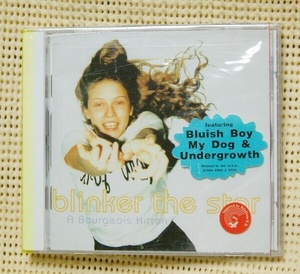 featuring
Bluish Boy
My Dog &
Undergrowth
blinker the star
A Bourgeois Kitten